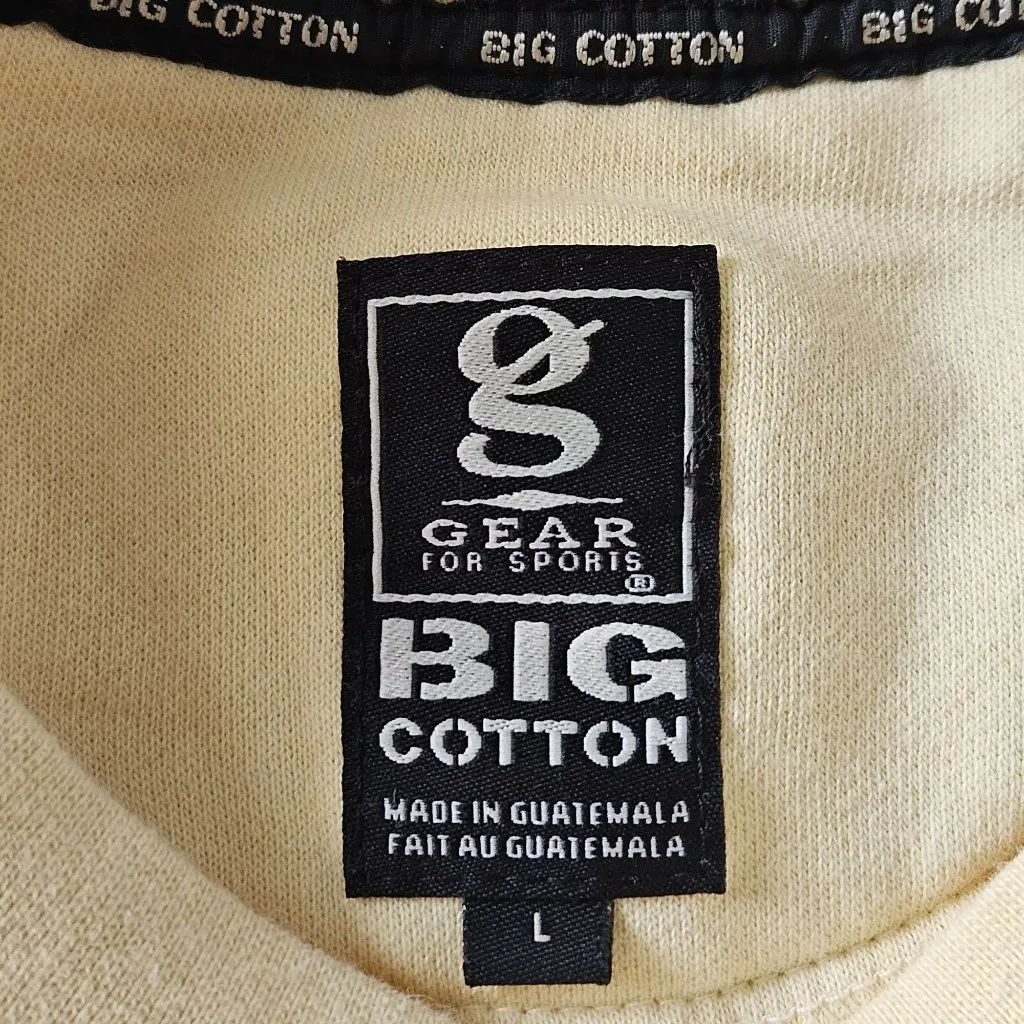 BIG COTTON BIG COTTON BIG CO
g
GEAR
FOR SPORTS
®
BIG
COTTON
MADE IN GUATEMALA
FAIT AU GUATEMALA
L